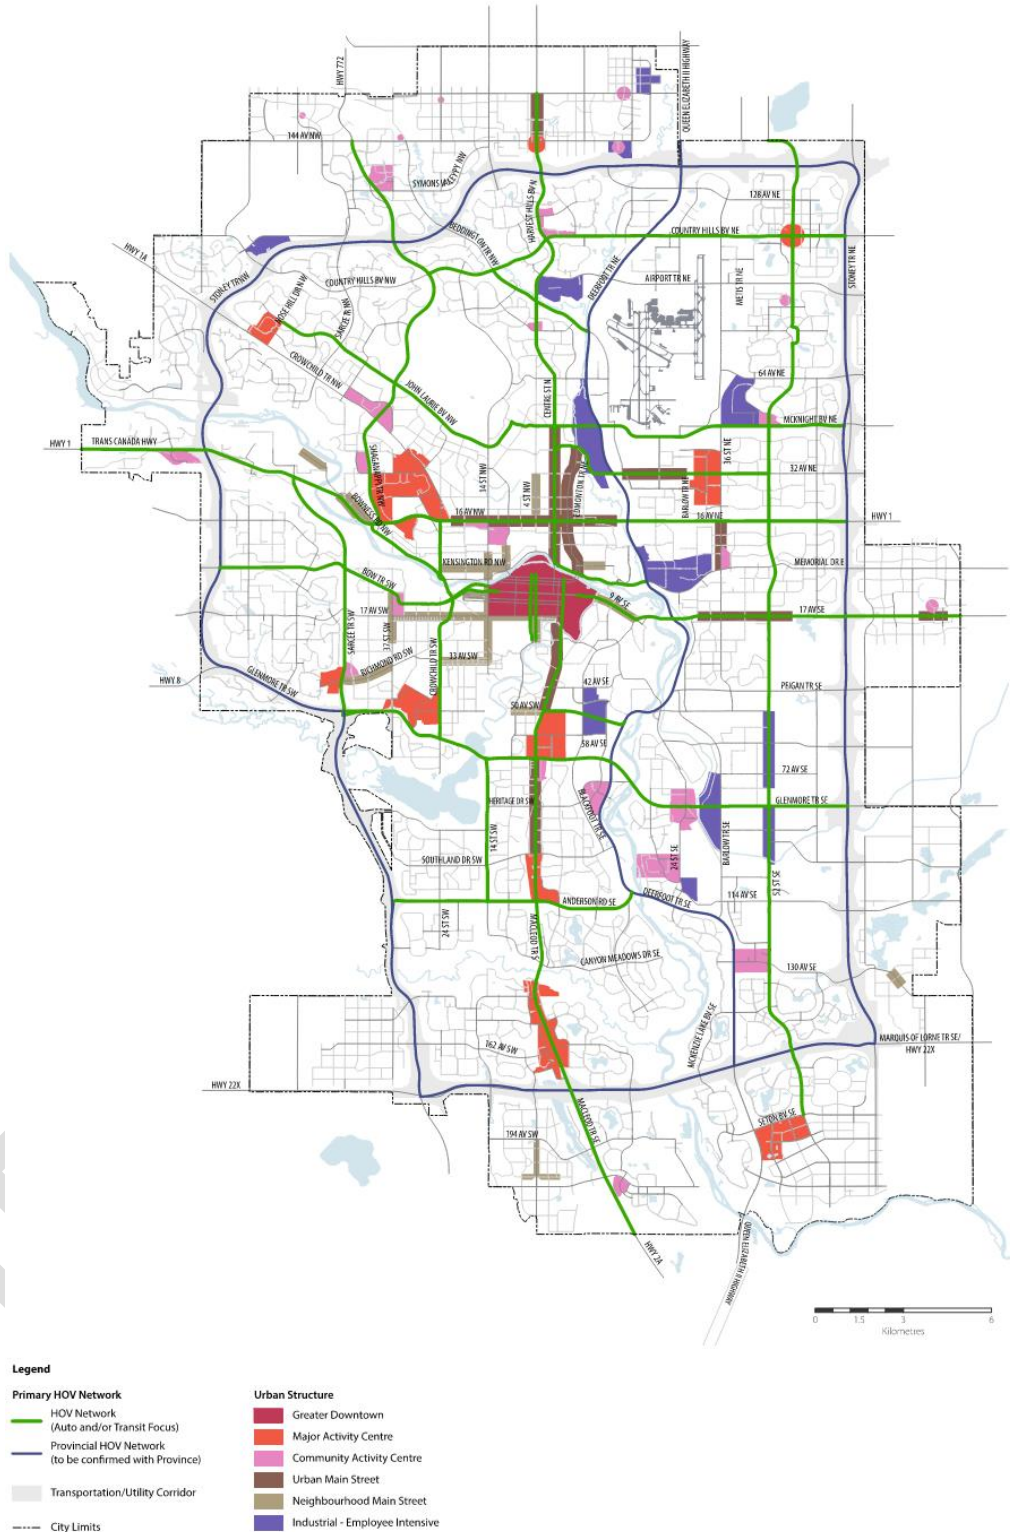 HWY 772
QUEEN ELIZABETH II HIGHWAY
144 AV NW
128 AV NE
HARVEST HILLS BV N
COUNTRY HILLS BV NE
HWY 1A
STONEY TR NW
COUNTRY HILLS BV NW
DEERFOOT TR NE
AIRPORT TR NE
METIS TR NE
STONEY TR NE
NOSE HILL DR N.W
SARCEE TR NW
CROWCHILD TR NW
JOHN LAURIE BV NW
CENTRE ST N
64 AV NE
MCKNIGHT BV NE
HWY 1
TRANS CANADA HWY
SHAGANAPPI TR NW
14 ST NW
4 ST NW
EDMONTON TR NE
BARLOW TR NE
36 ST NE
32 AV NE
BOWNESS RD NW
16 AV NW
16 AV NE
HWY 1
KENSINGTON RD NW
MEMORIAL DR E
BOW TR SW
17 AV SW
9 AV SE
17 AV SE
SARCEE TR SW
37 ST SW
RICHMOND RD SW
CROWCHILD TR SW
33 AV SW
HWY 8
GLENMORE TR SW
42 AV SE
PEIGAN TR SE
50 AV SW
58 AV SE
72 AV SE
HERITAGE DR SW
BLACKFOOT TR SE
GLENMORE TR SE
14 ST SW
BARLOW TR SE
SOUTHLAND DR SW
24 ST SE
52 ST SE
DEERFOOT TR SE
114 AV SE
ANDERSON RD SE
24 ST SW
MACLEOD TR S
CANYON MEADOWS DR SE
130 AV SE
MCKENZIE LAKE BV SE
162 AV SW
MARQUIS OF LORNE TR SE/
HWY 22X
HWY 22X
MACLEOD TR SE
SETON BV SE
194 AV SW
HWY 2A
QUEEN ELIZABETH II HIGHWAY
0 1.5 3 6
Kilometres
Legend
Primary HOV Network
HOV Network
(Auto and/or Transit Focus)
Provincial HOV Network
(to be confirmed with Province)
Transportation/Utility Corridor
City Limits
Urban Structure
Greater Downtown
Major Activity Centre
Community Activity Centre
Urban Main Street
Neighbourhood Main Street
Industrial - Employee Intensive